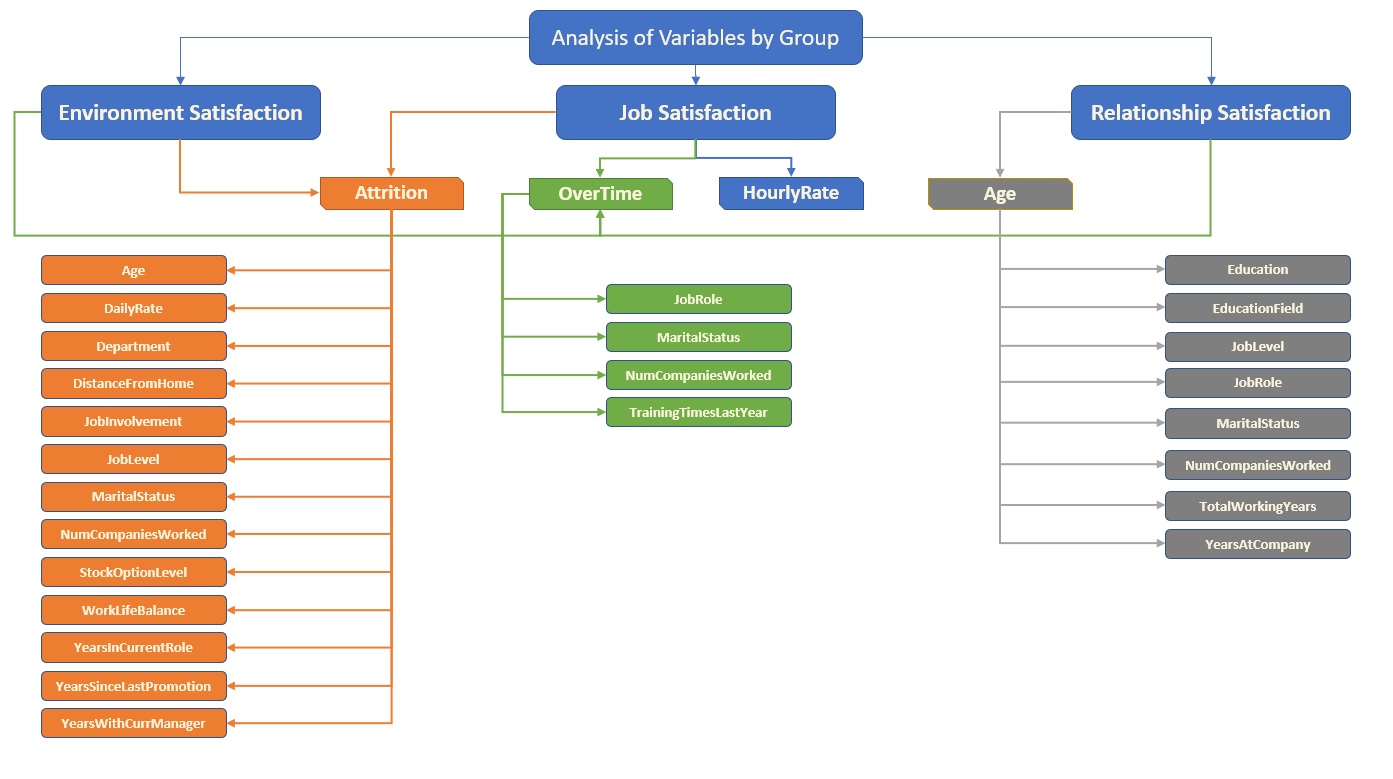 Analysis of Variables by Group
Environment Satisfaction
Job Satisfaction
Relationship Satisfaction
Attrition
OverTime
HourlyRate
Age
Age
DailyRate
Department
DistanceFromHome
JobInvolvement
JobLevel
MaritalStatus
NumCompaniesWorked
StockOptionLevel
WorkLifeBalance
YearsInCurrentRole
YearsSinceLastPromotion
YearsWithCurrManager
JobRole
MaritalStatus
NumCompaniesWorked
TrainingTimesLastYear
Education
EducationField
JobLevel
JobRole
MaritalStatus
NumCompaniesWorked
TotalWorkingYears
YearsAtCompany